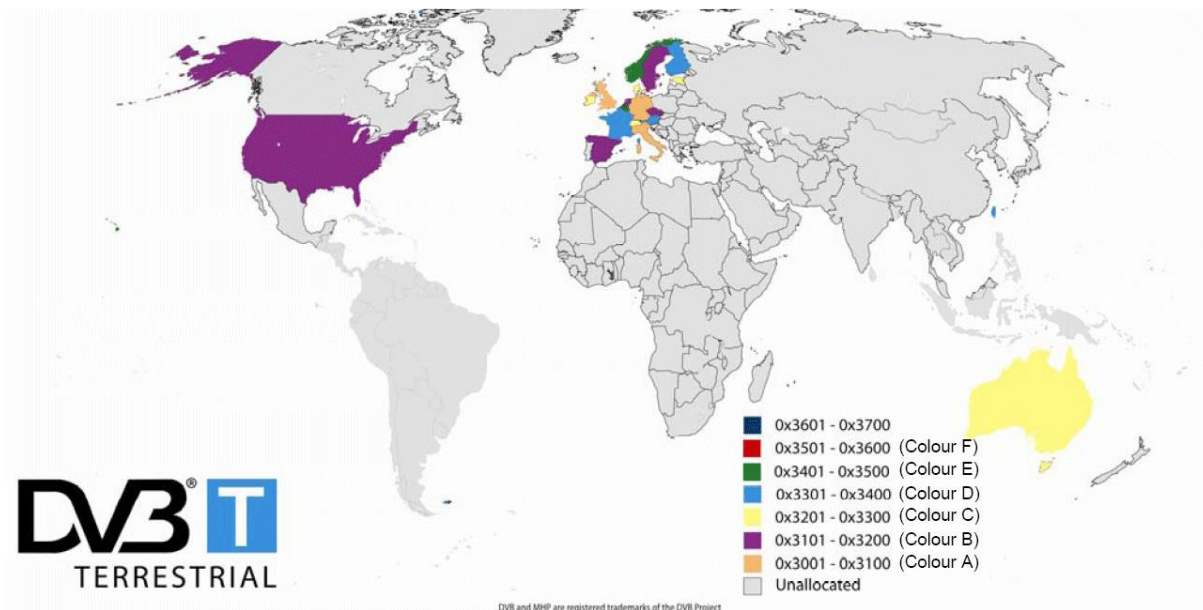 0x3601 - 0x3700
0x3501 - 0x3600 (Colour F)
0x3401 - 0x3500 (Colour E)
0x3301 - 0x3400 (Colour D)
0x3201 - 0x3300 (Colour C)
0x3101 - 0x3200 (Colour B)
0x3001 - 0x3100 (Colour A)
Unallocated
DVB® T
TERRESTRIAL
DVB and MHP are registered trademarks of the DVB Project